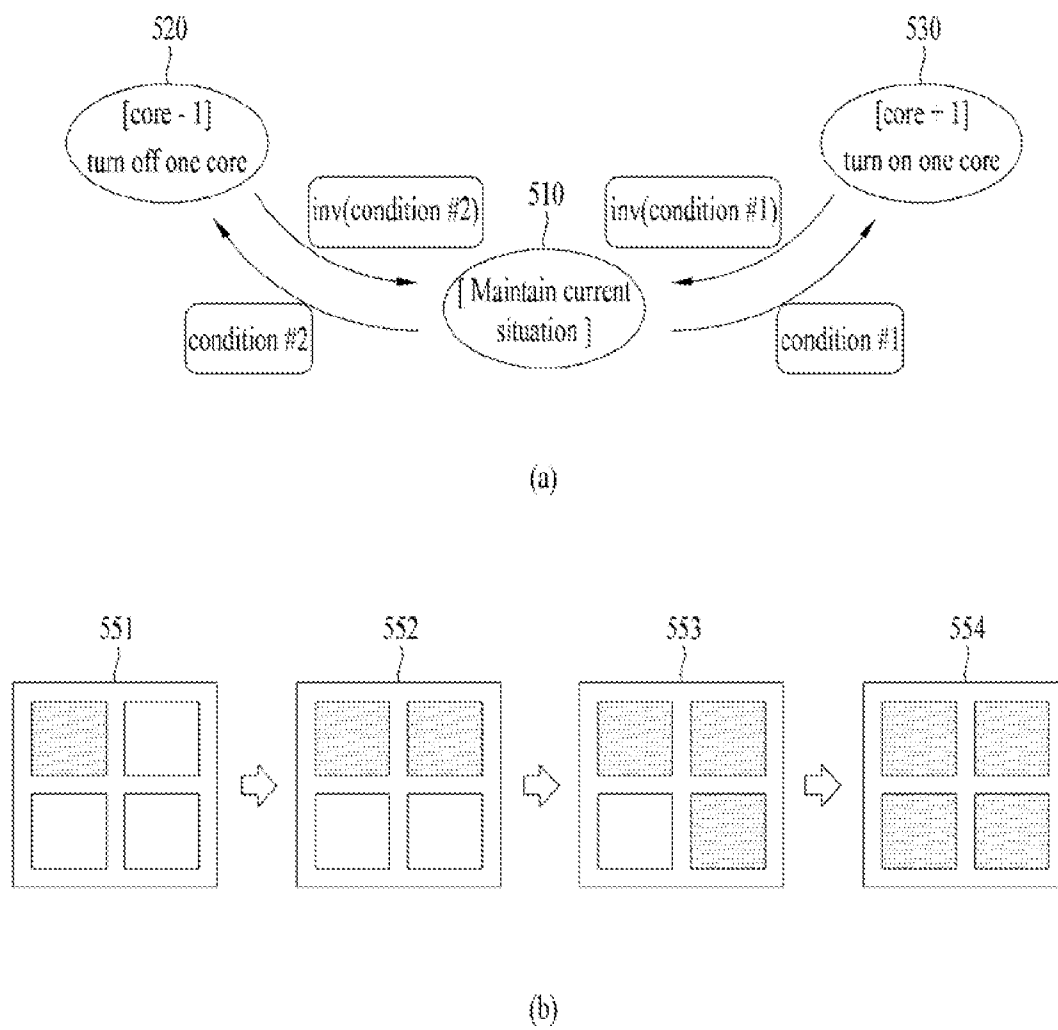 520
530
[core - 1]
turn off one core
[core + 1]
turn on one core
inv(condition #2)
510
inv(condition #1)
[ Maintain current
situation ]
condition #2
condition #1
(a)
551
552
553
554
(b)